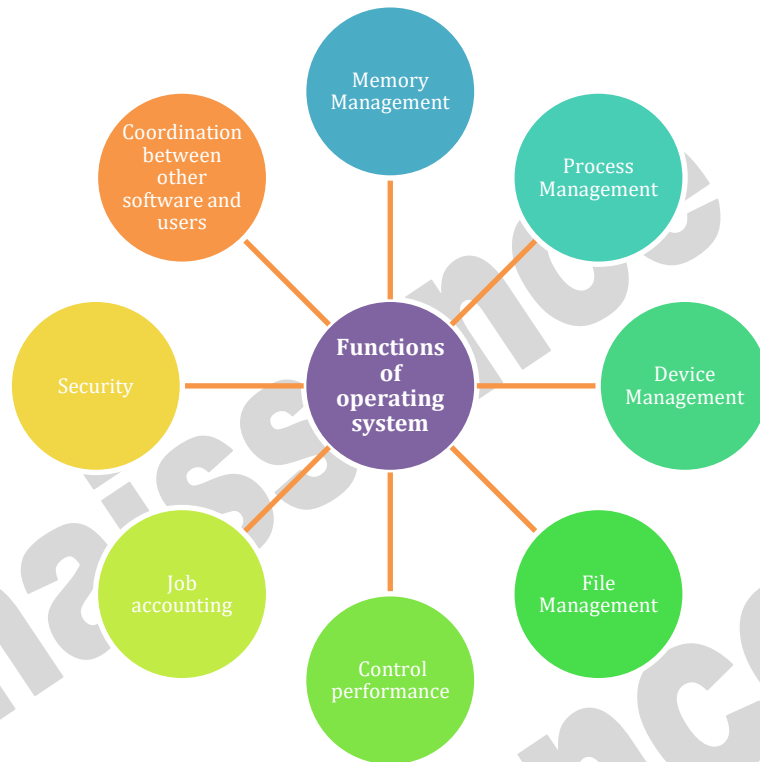 Memory
Management
Process
Management
Device
Management
File
Management
Control
performance
Job
accounting
Security
Coordination
between
other
software and
users
Functions
of
operating
system